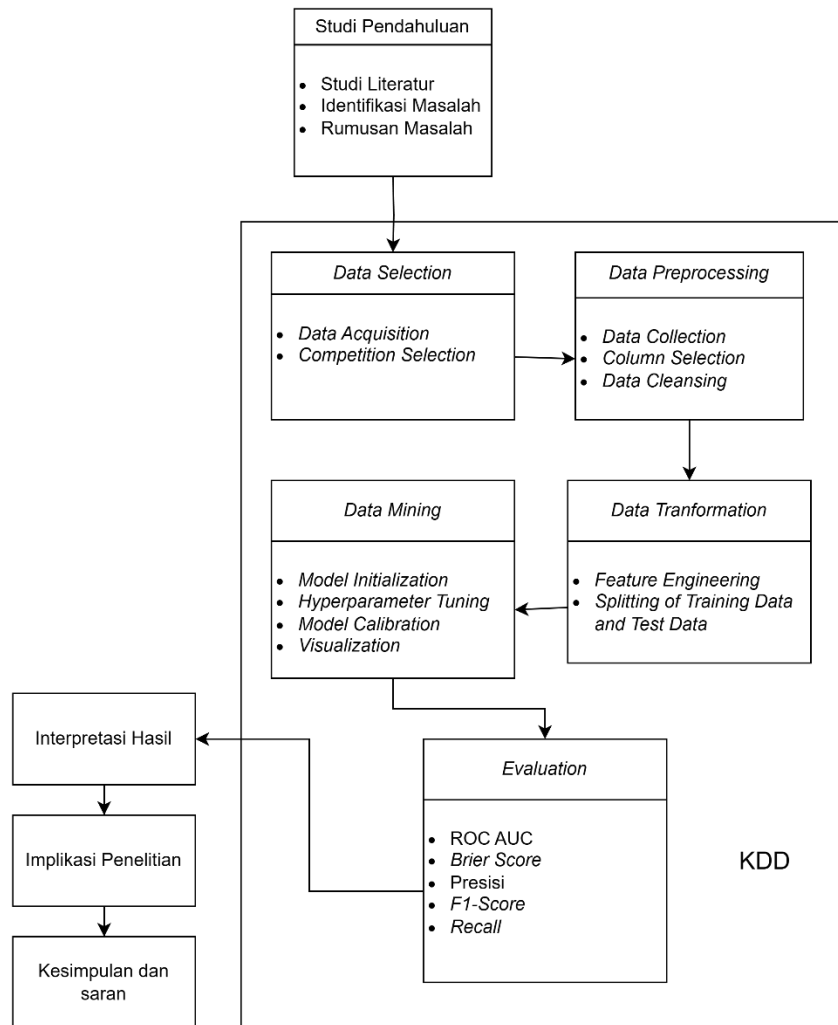 Studi Pendahuluan
• Studi Literatur
• Identifikasi Masalah
• Rumusan Masalah
Data Selection
• Data Acquisition
• Competition Selection
Data Preprocessing
• Data Collection
• Column Selection
• Data Cleansing
Data Tranformation
• Feature Engineering
• Splitting of Training Data
and Test Data
Data Mining
• Model Initialization
• Hyperparameter Tuning
• Model Calibration
• Visualization
Evaluation
• ROC AUC
• Brier Score
• Presisi
• F1-Score
• Recall
KDD
Interpretasi Hasil
Implikasi Penelitian
Kesimpulan dan
saran